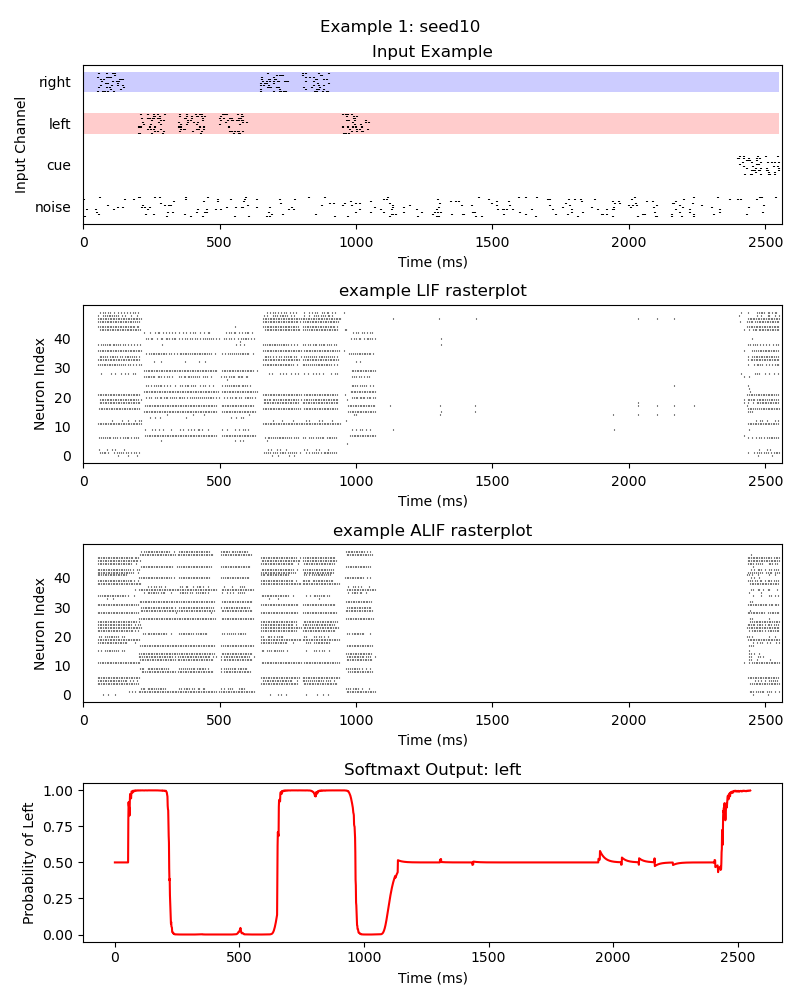 Example 1: seed10
Input Example
Input Channel
right
left
cue
noise
0 500 1000 1500 2000 2500
Time (ms)
example LIF rasterplot
Neuron Index
40
30
20
10
0
0 500 1000 1500 2000 2500
Time (ms)
example ALIF rasterplot
Neuron Index
40
30
20
10
0
0 500 1000 1500 2000 2500
Time (ms)
Softmaxt Output: left
Probability of Left
1.00
0.75
0.50
0.25
0.00
0 500 1000 1500 2000 2500
Time (ms)